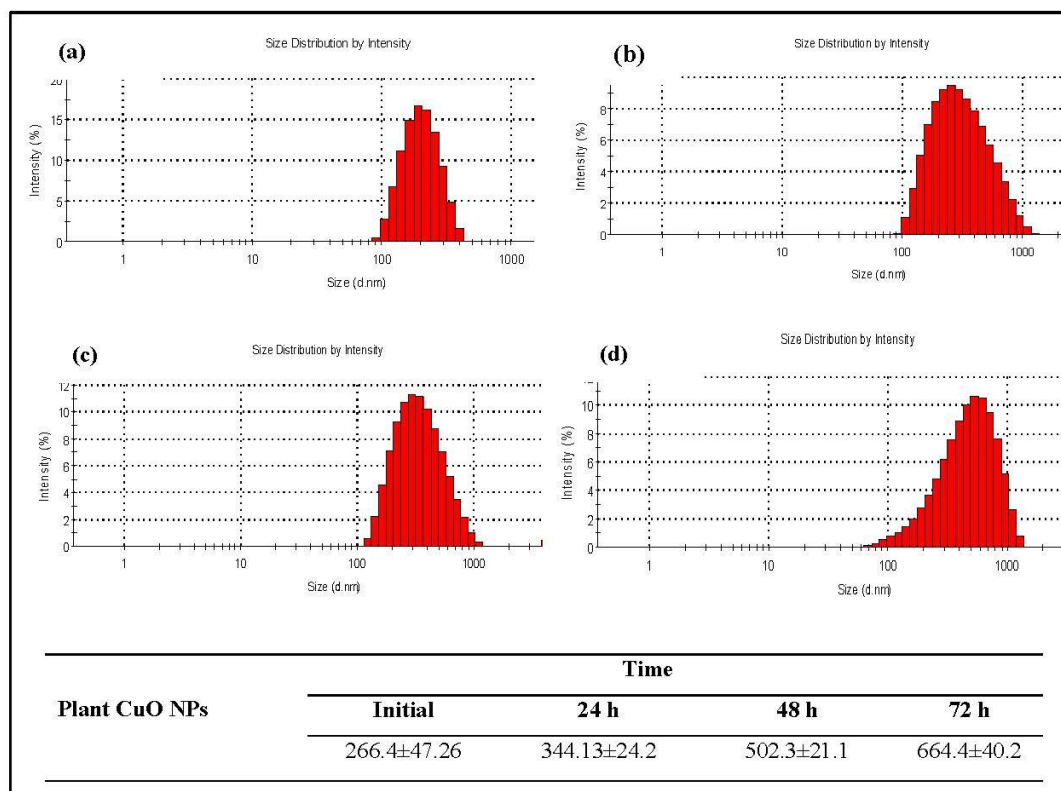 (a)
Size Distribution by Intensity
20
15
10
5
0
Intensity (%)
1 10 100 1000
Size (d.nm)
(b)
Size Distribution by Intensity
8
6
4
2
0
Intensity (%)
1 10 100 1000
Size (d.nm)
(c)
Size Distribution by Intensity
12
10
8
6
4
2
0
Intensity (%)
1 10 100 1000
Size (d.nm)
(d)
Size Distribution by Intensity
10
8
6
4
2
0
Intensity (%)
1 10 100 1000
Size (d.nm)
Time
Plant CuO NPs Initial 24 h 48 h 72 h
266.4±47.26 344.13±24.2 502.3±21.1 664.4±40.2